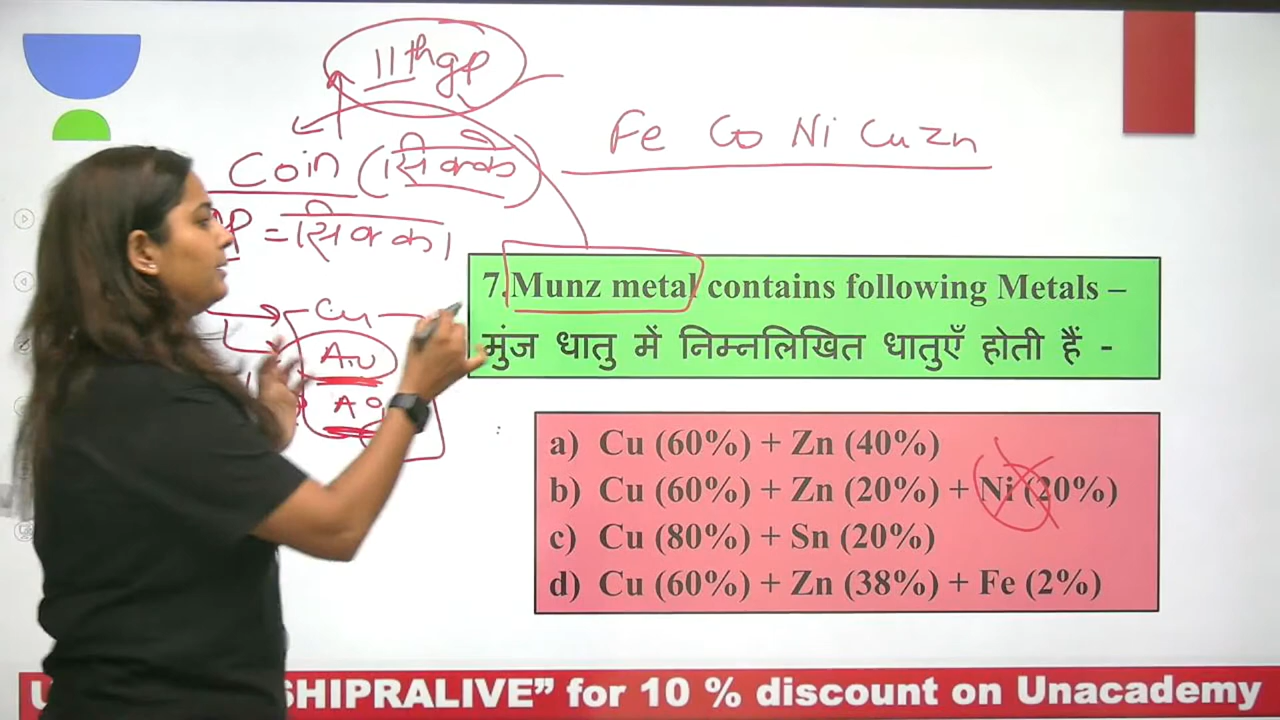 11th gp
Fe Co Ni Cu Zn
Coin (सिक्के)
= सिक्का
Cu
Au
Ag
7.Munz metal contains following Metals –
मुंज धातु में निम्नलिखित धातुएँ होती हैं -
a) Cu (60%) + Zn (40%)
b) Cu (60%) + Zn (20%) + Ni (20%)
c) Cu (80%) + Sn (20%)
d) Cu (60%) + Zn (38%) + Fe (2%)
SHIPRALIVE” for 10 % discount on Unacademy